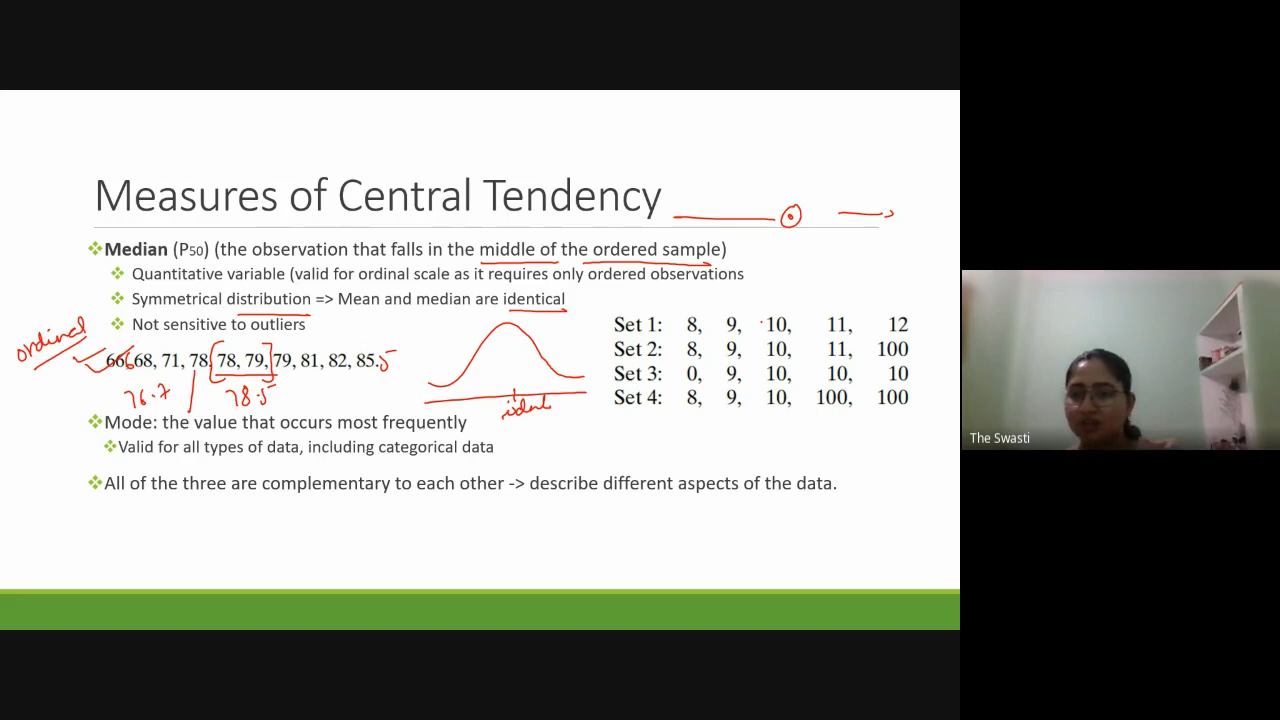 Measures of Central Tendency
❖Median (P50) (the observation that falls in the middle of the ordered sample)
❖ Quantitative variable (valid for ordinal scale as it requires only ordered observations
❖ Symmetrical distribution => Mean and median are identical
❖ Not sensitive to outliers
ordinal
68, 71, 78, [78, 79,] 79, 81, 82, 85.5
76.7
78.5
Set 1: 8, 9, 10, 11, 12
Set 2: 8, 9, 10, 11, 100
Set 3: 0, 9, 10, 10, 10
Set 4: 8, 9, 10, 100, 100
❖Mode: the value that occurs most frequently
❖Valid for all types of data, including categorical data
❖All of the three are complementary to each other -> describe different aspects of the data.
The Swasti